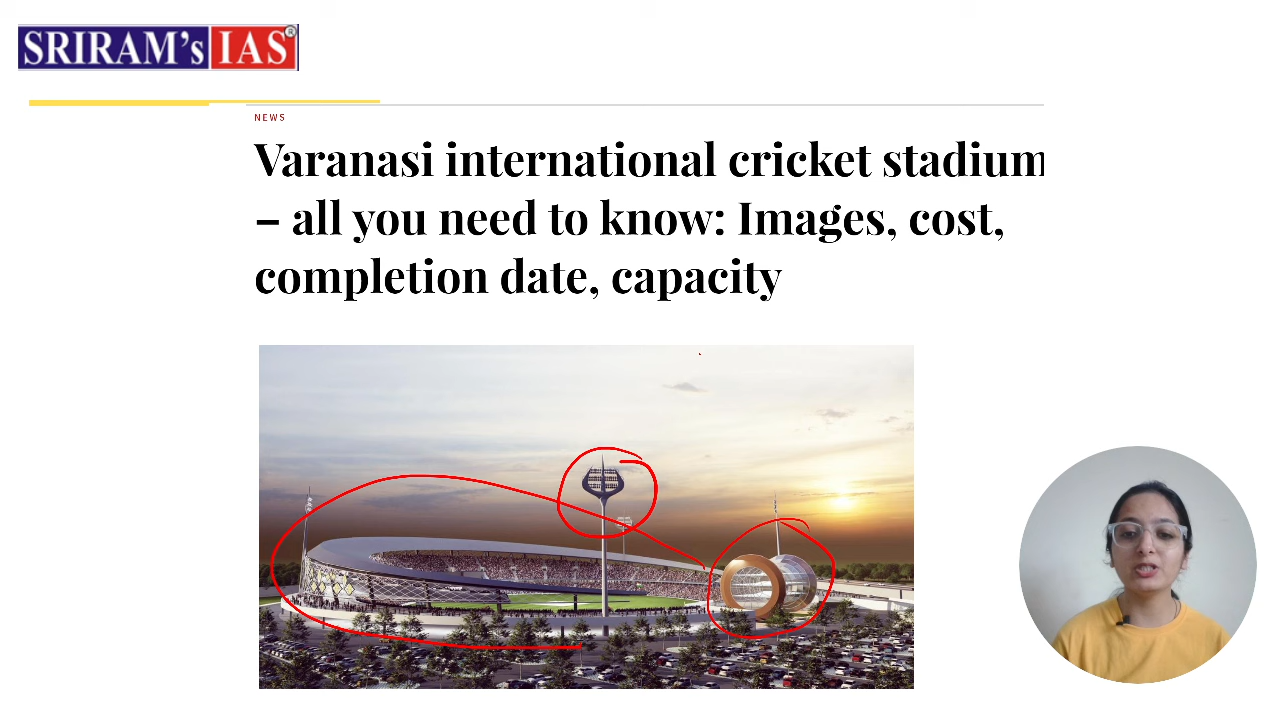 SRIRAM's IAS®
NEWS
Varanasi international cricket stadium
– all you need to know: Images, cost,
completion date, capacity